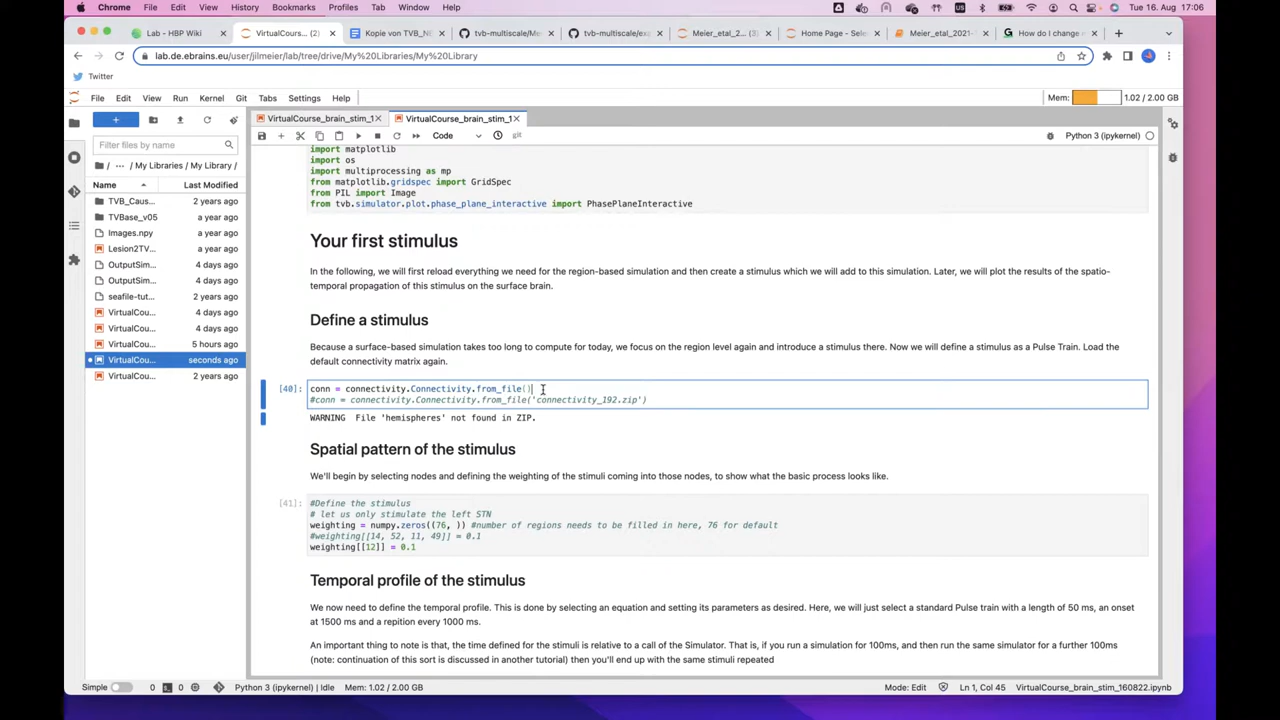 Chrome File Edit View History Bookmarks Profiles Tab Window Help Tue 16. Aug 17:06
Lab - HBP Wiki VirtualCours... (2) Kopie von TVB_NE tvb-multiscale/Mei tvb-multiscale/exa Meier_etal_2... (3) Home Page - Selec Meier_etal_2021- How do I change m
lab.de.ebrains.eu/user/jilmeier/lab/tree/drive/My%20Libraries/My%20Library
Twitter
File Edit View Run Kernel Git Tabs Settings Help Mem: 1.02 / 2.00 GB
VirtualCourse_brain_stim_1 VirtualCourse_brain_stim_1
Code git Python 3 (ipykernel)
Filter files by name
/ ... / My Libraries / My Library /
Name Last Modified
TVB_Caus... 2 years ago
TVBase_v05 a year ago
Images.npy a year ago
Lesion2TV... a year ago
OutputSim... 4 days ago
OutputSim... 4 days ago
seafile-tut... 2 years ago
VirtualCou... 4 days ago
VirtualCou... 4 days ago
VirtualCou... 5 hours ago
VirtualCou... seconds ago
VirtualCou... 2 years ago
import matplotlib
import os
import multiprocessing as mp
from matplotlib.gridspec import GridSpec
from PIL import Image
from tvb.simulator.plot.phase_plane_interactive import PhasePlaneInteractive
Your first stimulus
In the following, we will first reload everything we need for the region-based simulation and then create a stimulus which we will add to this simulation. Later, we will plot the results of the spatio-
temporal propagation of this stimulus on the surface brain.
Define a stimulus
Because a surface-based simulation takes too long to compute for today, we focus on the region level again and introduce a stimulus there. Now we will define a stimulus as a Pulse Train. Load the
default connectivity matrix again.
[40]: conn = connectivity.Connectivity.from_file()
#conn = connectivity.Connectivity.from_file('connectivity_192.zip')
WARNING File 'hemispheres' not found in ZIP.
Spatial pattern of the stimulus
We'll begin by selecting nodes and defining the weighting of the stimuli coming into those nodes, to show what the basic process looks like.
[41]: #Define the stimulus
# let us only stimulate the left STN
weighting = numpy.zeros((76, )) #number of regions needs to be filled in here, 76 for default
#weighting[[14, 52, 11, 49]] = 0.1
weighting[[12]] = 0.1
Temporal profile of the stimulus
We now need to define the temporal profile. This is done by selecting an equation and setting its parameters as desired. Here, we will just select a standard Pulse train with a length of 50 ms, an onset
at 1500 ms and a repition every 1000 ms.
An important thing to note is that, the time defined for the stimuli is relative to a call of the Simulator. That is, if you run a simulation for 100ms, and then run the same simulator for a further 100ms
(note: continuation of this sort is discussed in another tutorial) then you'll end up with the same stimuli repeated
Simple 0 0 Python 3 (ipykernel) | Idle Mem: 1.02 / 2.00 GB Mode: Edit Ln 1, Col 45 VirtualCourse_brain_stim_160822.ipynb